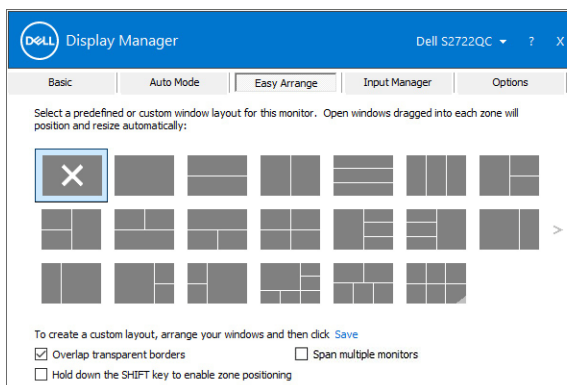 DELL Display Manager Dell S2722QC ? X
Basic Auto Mode Easy Arrange Input Manager Options
Select a predefined or custom window layout for this monitor. Open windows dragged into each zone will
position and resize automatically:
>
To create a custom layout, arrange your windows and then click Save
Overlap transparent borders Span multiple monitors
Hold down the SHIFT key to enable zone positioning